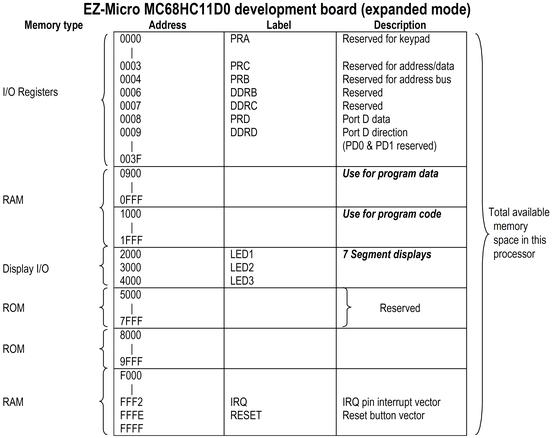 EZ-Micro MC68HC11D0 development board (expanded mode)
Memory type Address Label Description
0000 PRA Reserved for keypad
|
0003 PRC Reserved for address/data
0004 PRB Reserved for address bus
I/O Registers 0006 DDRB Reserved
0007 DDRC Reserved
0008 PRD Port D data
0009 DDRD Port D direction
| (PD0 & PD1 reserved)
003F
0900 Use for program data
|
RAM 0FFF
1000 Use for program code
|
1FFF
Total available
memory
space in this
processor
2000 LED1 7 Segment displays
Display I/O 3000 LED2
4000 LED3
5000
ROM | Reserved
7FFF
8000
ROM |
9FFF
F000
|
RAM FFF2 IRQ IRQ pin interrupt vector
FFFE RESET Reset button vector
FFFF